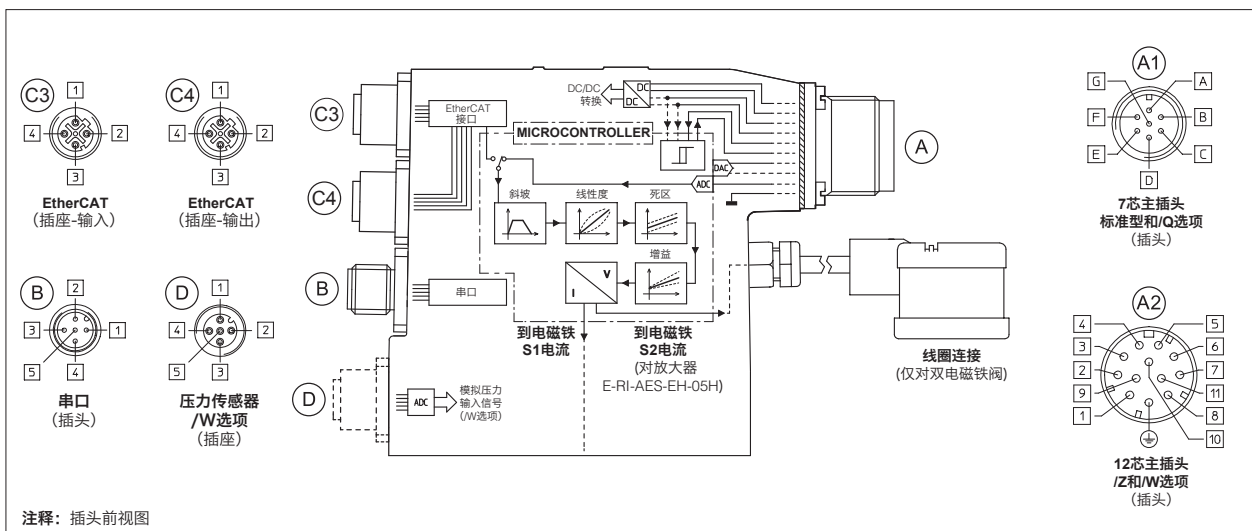 C3
1
4
2
3
EtherCAT
(插座-输入)
C4
1
4
2
3
EtherCAT
(插座-输出)
B
2
3
1
5
4
串口
(插头)
D
1
4
2
5
3
压力传感器
/W选项
(插座)
C3
C4
B
D
EtherCAT
接口
MICROCONTROLLER
DC/DC
转换
DC
DC
DAC
ADC
斜坡
线性度
死区
增益
V
I
串口
到电磁铁
S1电流
到电磁铁
S2电流
(对放大器
E-RI-AES-EH-05H)
ADC
模拟压力
输入信号
(/W选项)
A
线圈连接
(仅对双电磁铁阀)
A1
G
A
F
B
E
C
D
7芯主插头
标准型和/Q选项
(插头)
A2
4
5
3
6
2
7
9
11
1
8
10
12芯主插头
/Z和/W选项
(插头)
注释：插头前视图